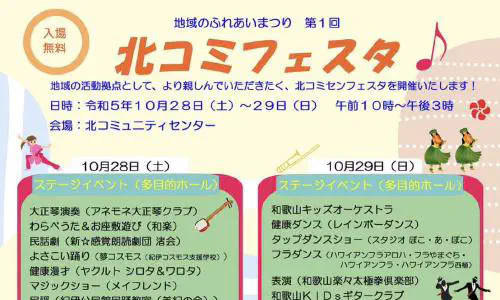 入場
無料
地域のふれあいまつり 第1回
北コミフェスタ
地域の活動拠点として、より親しんでいただきたく、北コミセンフェスタを開催いたします!
日時:令和5年10月28日(土)~29日(日) 午前10時~午後3時
会場:北コミュニティセンター
10月28日(土)
ステージイベント(多目的ホール)
大正琴演奏(アネモネ大正琴クラブ)
わらべうた&お座敷遊び(和楽)
民話劇(新☆感覚朗読劇団 渚会)
よさこい踊り(夢コスモス(紀伊コスモス支援学校))
健康漫才(ヤクルト シロタ&ワロタ)
マジックショー(メイフレンド)
10月29日(日)
ステージイベント(多目的ホール)
和歌山キッズオーケストラ
健康ダンス(レインボーダンス)
タップダンスショー(スタジオ ぽこ・あ・ぽこ)
フラダンス(ハワイアンフラアロハ・フラやまぐち・
ハワイアンフラ・ハワイアンフラ西脇)
表演(和歌山楽々太極拳倶楽部)
和歌山KIDsギタークラブ